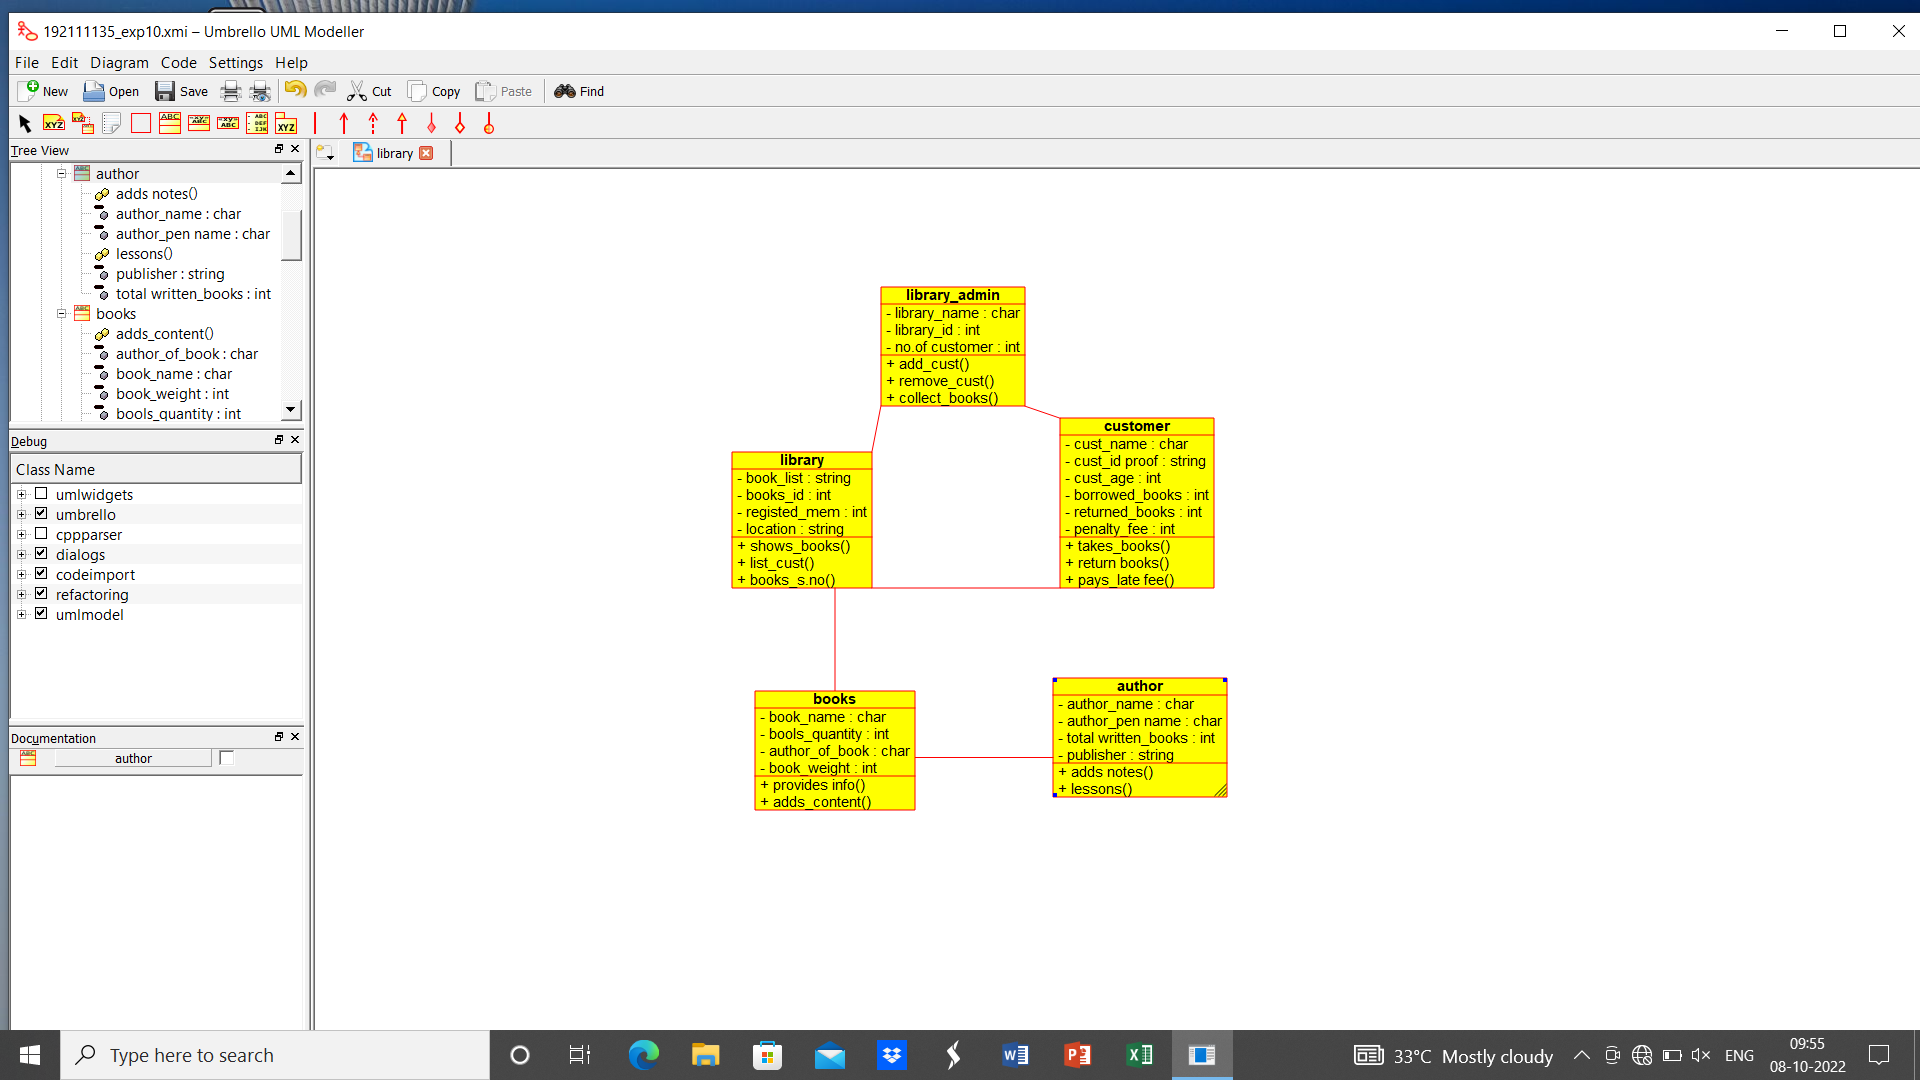 192111135_exp10.xmi – Umbrello UML Modeller
File Edit Diagram Code Settings Help
New Open Save Cut Copy Paste Find
Tree View
library
author
adds notes()
author_name : char
author_pen name : char
lessons()
publisher : string
total written_books : int
books
adds_content()
author_of_book : char
book_name : char
book_weight : int
bools_quantity : int
Debug
Class Name
umlwidgets
umbrello
cppparser
dialogs
codeimport
refactoring
umlmodel
Documentation
author
library_admin
- library_name : char
- library_id : int
- no.of customer : int
+ add_cust()
+ remove_cust()
+ collect_books()
customer
- cust_name : char
- cust_id proof : string
- cust_age : int
- borrowed_books : int
- returned_books : int
- penalty_fee : int
+ takes_books()
+ return books()
+ pays_late fee()
library
- book_list : string
- books_id : int
- registed_mem : int
- location : string
+ shows_books()
+ list_cust()
+ books_s.no()
books
- book_name : char
- bools_quantity : int
- author_of_book : char
- book_weight : int
+ provides info()
+ adds_content()
author
- author_name : char
- author_pen name : char
- total written_books : int
- publisher : string
+ adds notes()
+ lessons()
Type here to search
33°C Mostly cloudy
ENG
09:55
08-10-2022